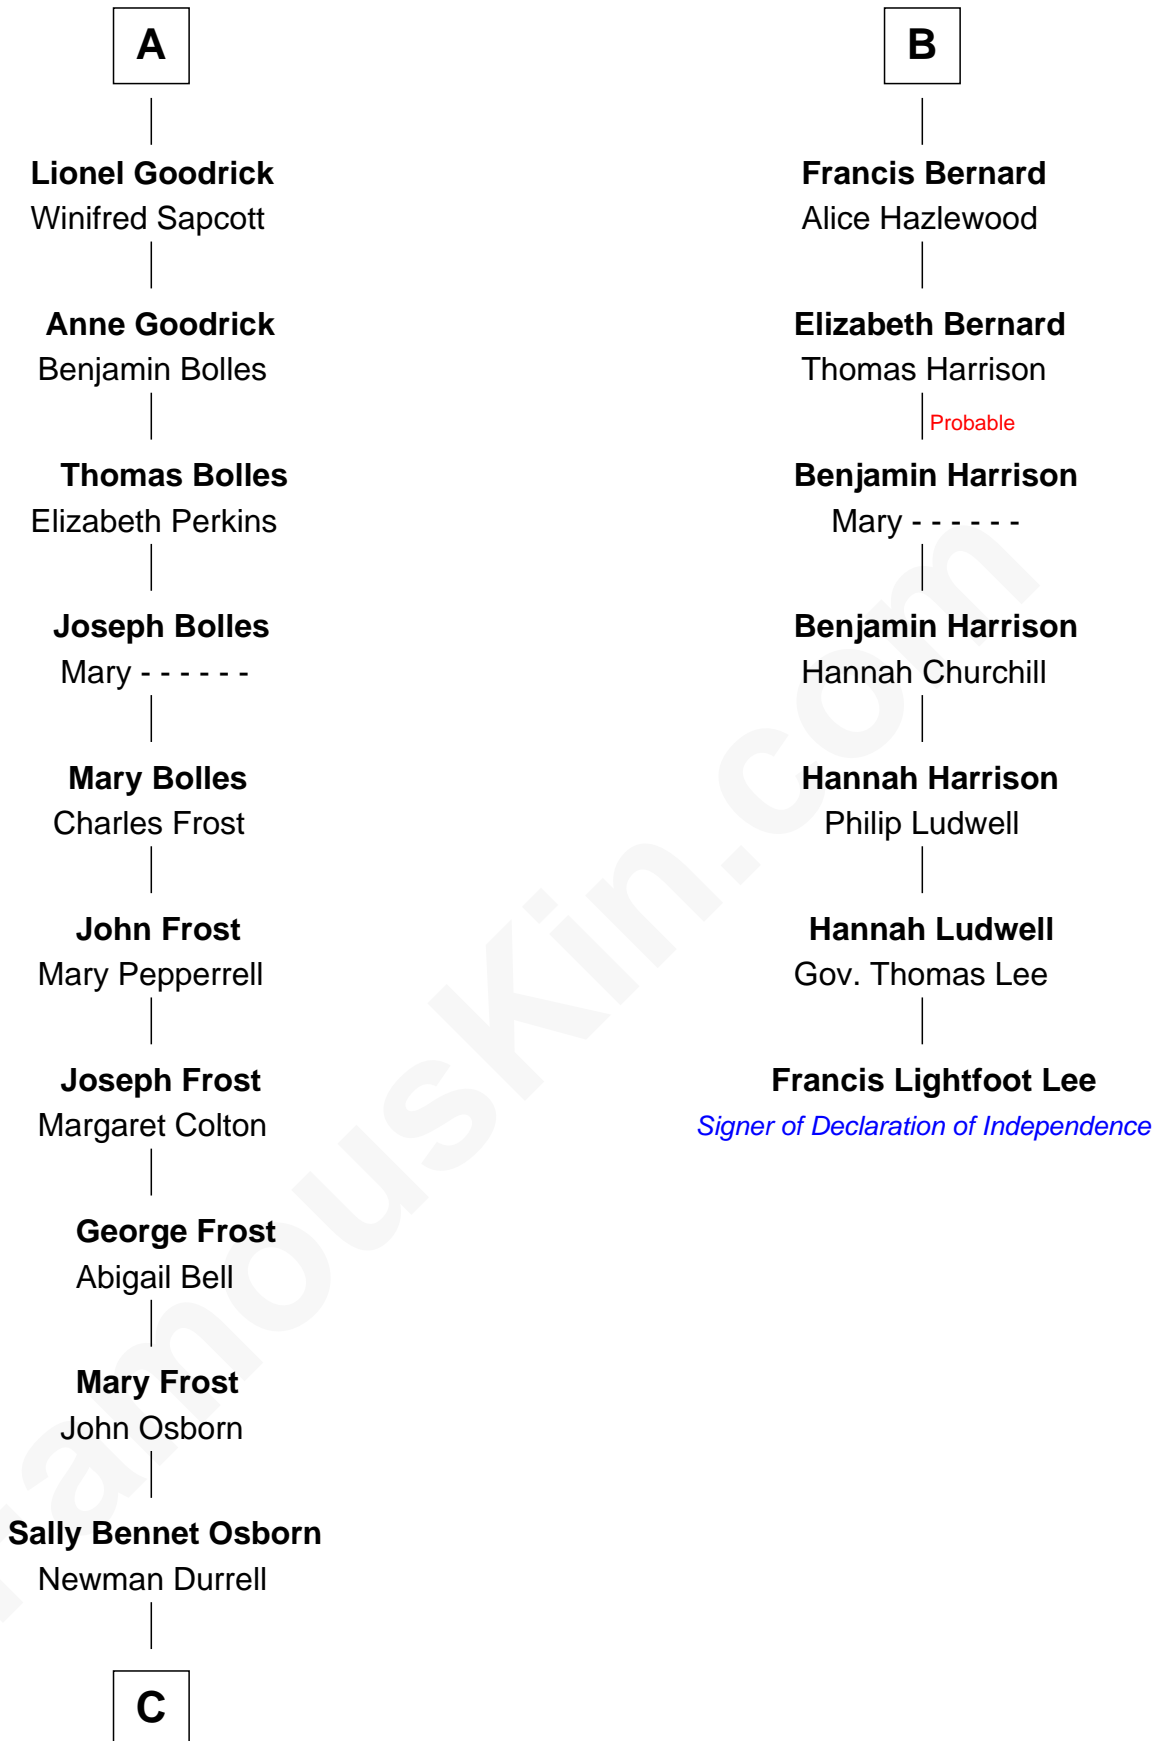 A
Lionel Goodrick
Winifred Sapcott
Anne Goodrick
Benjamin Bolles
Thomas Bolles
Elizabeth Perkins
Joseph Bolles
Mary - - - - - -
Mary Bolles
Charles Frost
John Frost
Mary Pepperrell
Joseph Frost
Margaret Colton
George Frost
Abigail Bell
Mary Frost
John Osborn
Sally Bennet Osborn
Newman Durrell
C
B
Francis Bernard
Alice Hazlewood
Elizabeth Bernard
Thomas Harrison
Probable
Benjamin Harrison
Mary - - - - - -
Benjamin Harrison
Hannah Churchill
Hannah Harrison
Philip Ludwell
Hannah Ludwell
Gov. Thomas Lee
Francis Lightfoot Lee
Signer of Declaration of Independence
FamousKin.com